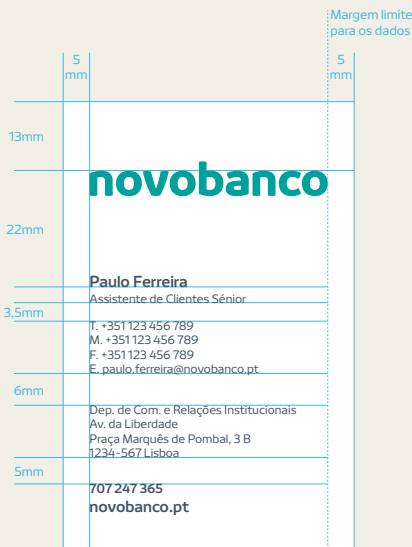 Margem limite
para os dados
5
mm
5
mm
13mm
novobanco
22mm
Paulo Ferreira
Assistente de Clientes Sénior
3,5mm
T. +351 123 456 789
M. +351 123 456 789
F. +351 123 456 789
E. paulo.ferreira@novobanco.pt
6mm
Dep. de Com. e Relações Institucionais
Av. da Liberdade
Praça Marquês de Pombal, 3 B
1234-567 Lisboa
5mm
707 247 365
novobanco.pt